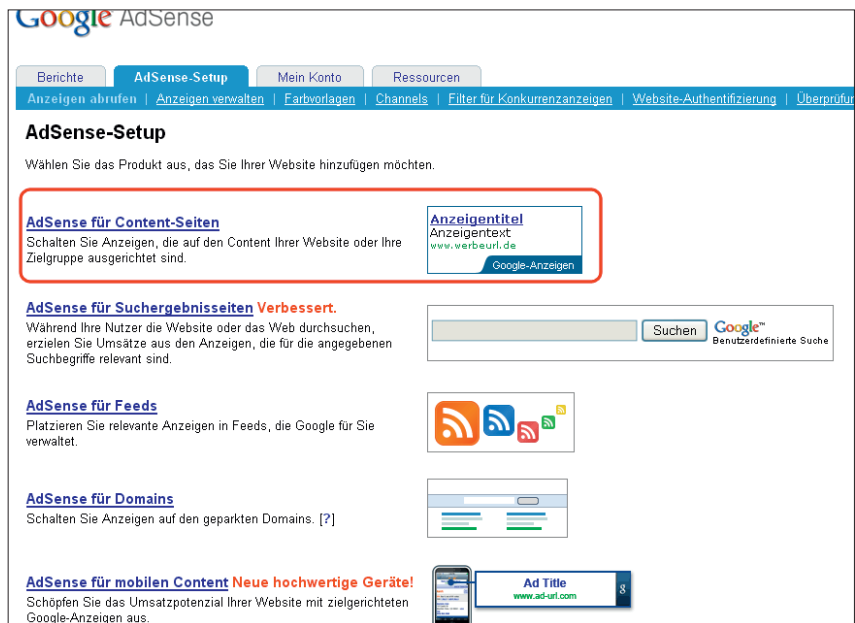 Google AdSense
Berichte AdSense-Setup Mein Konto Ressourcen
Anzeigen abrufen | Anzeigen verwalten | Farbvorlagen | Channels | Filter für Konkurrenzanzeigen | Website-Authentifizierung |
AdSense-Setup
Wählen Sie das Produkt aus, das Sie Ihrer Website hinzufügen möchten.
AdSense für Content-Seiten
Schalten Sie Anzeigen, die auf den Content Ihrer Website oder Ihre
Zielgruppe ausgerichtet sind.
Anzeigentitel
Anzeigentext
www.werbeurl.de
Google-Anzeigen
AdSense für Suchergebnisseiten Verbessert.
Während Ihre Nutzer die Website oder das Web durchsuchen,
erzielen Sie Umsätze aus den Anzeigen, die für die angegebenen
Suchbegriffe relevant sind.
Suchen Google™
Benutzerdefinierte Suche
AdSense für Feeds
Platzieren Sie relevante Anzeigen in Feeds, die Google für Sie
verwaltet.
AdSense für Domains
Schalten Sie Anzeigen auf den geparkten Domains. [?]
AdSense für mobilen Content Neue hochwertige Geräte!
Schöpfen Sie das Umsatzpotenzial Ihrer Website mit zielgerichteten
Google-Anzeigen aus.
Ad Title
www.ad-url.com
g